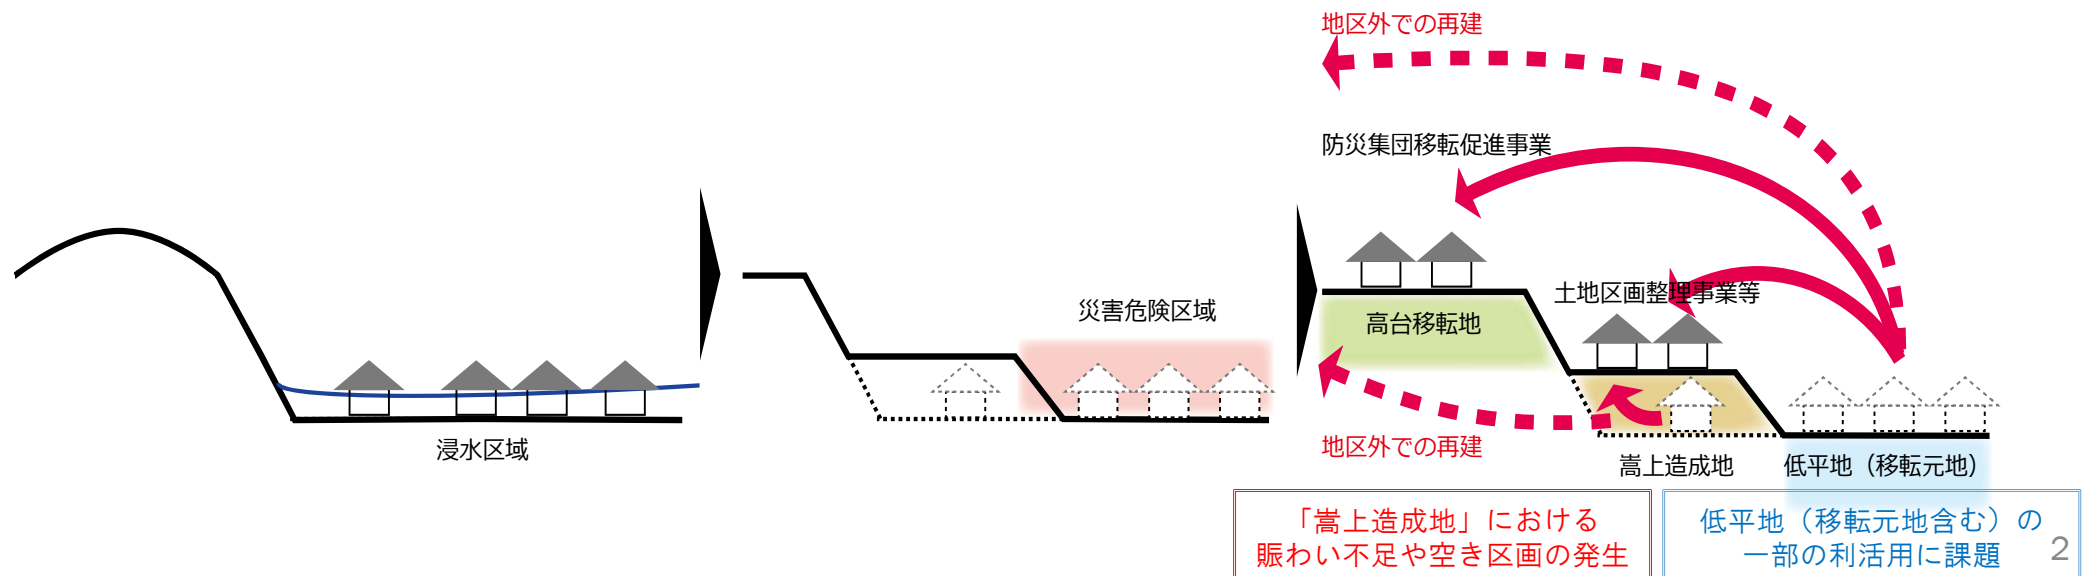 浸水区域
災害危険区域
地区外での再建
防災集団移転促進事業
土地区画整理事業等
高台移転地
地区外での再建
嵩上造成地
低平地（移転元地）
「嵩上造成地」における
賑わい不足や空き区画の発生
低平地（移転元地含む）の
一部の利活用に課題
2